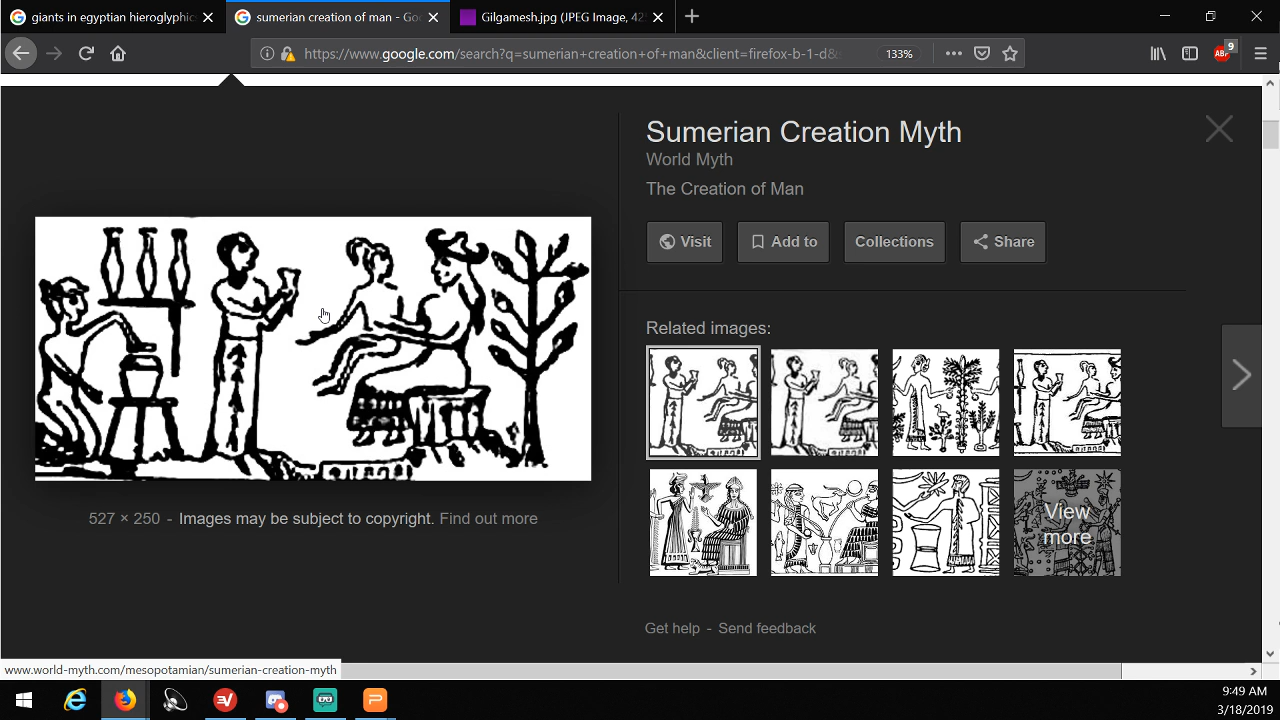 giants in egyptian hieroglyphic
sumerian creation of man - Goo
Gilgamesh.jpg (JPEG Image, 42
https://www.google.com/search?q=sumerian+creation+of+man&client=firefox-b-1-d&
133%
ABP
9
Sumerian Creation Myth
World Myth
The Creation of Man
Visit
Add to
Collections
Share
Related images:
View
more
527 × 250 - Images may be subject to copyright. Find out more
Get help - Send feedback
www.world-myth.com/mesopotamian/sumerian-creation-myth
9:49 AM
3/18/2019